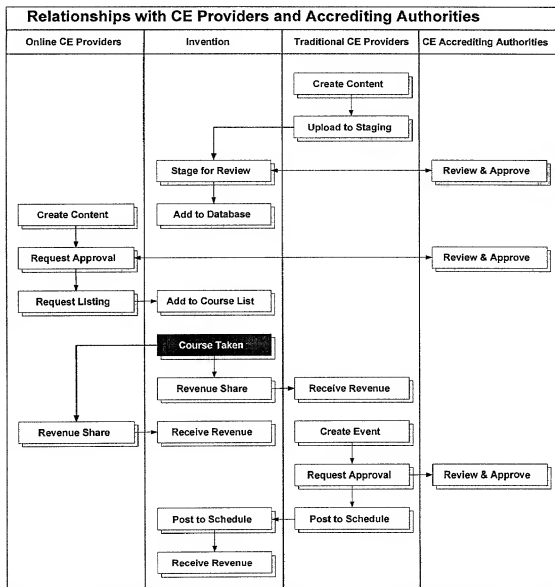 Relationships with CE Providers and Accrediting Authorities
Online CE Providers
Invention
Traditional CE Providers
CE Accrediting Authorities
Create Content
Upload to Staging
Stage for Review
Review & Approve
Create Content
Add to Database
Request Approval
Review & Approve
Request Listing
Add to Course List
Course Taken
Revenue Share
Receive Revenue
Revenue Share
Receive Revenue
Create Event
Request Approval
Review & Approve
Post to Schedule
Post to Schedule
Receive Revenue